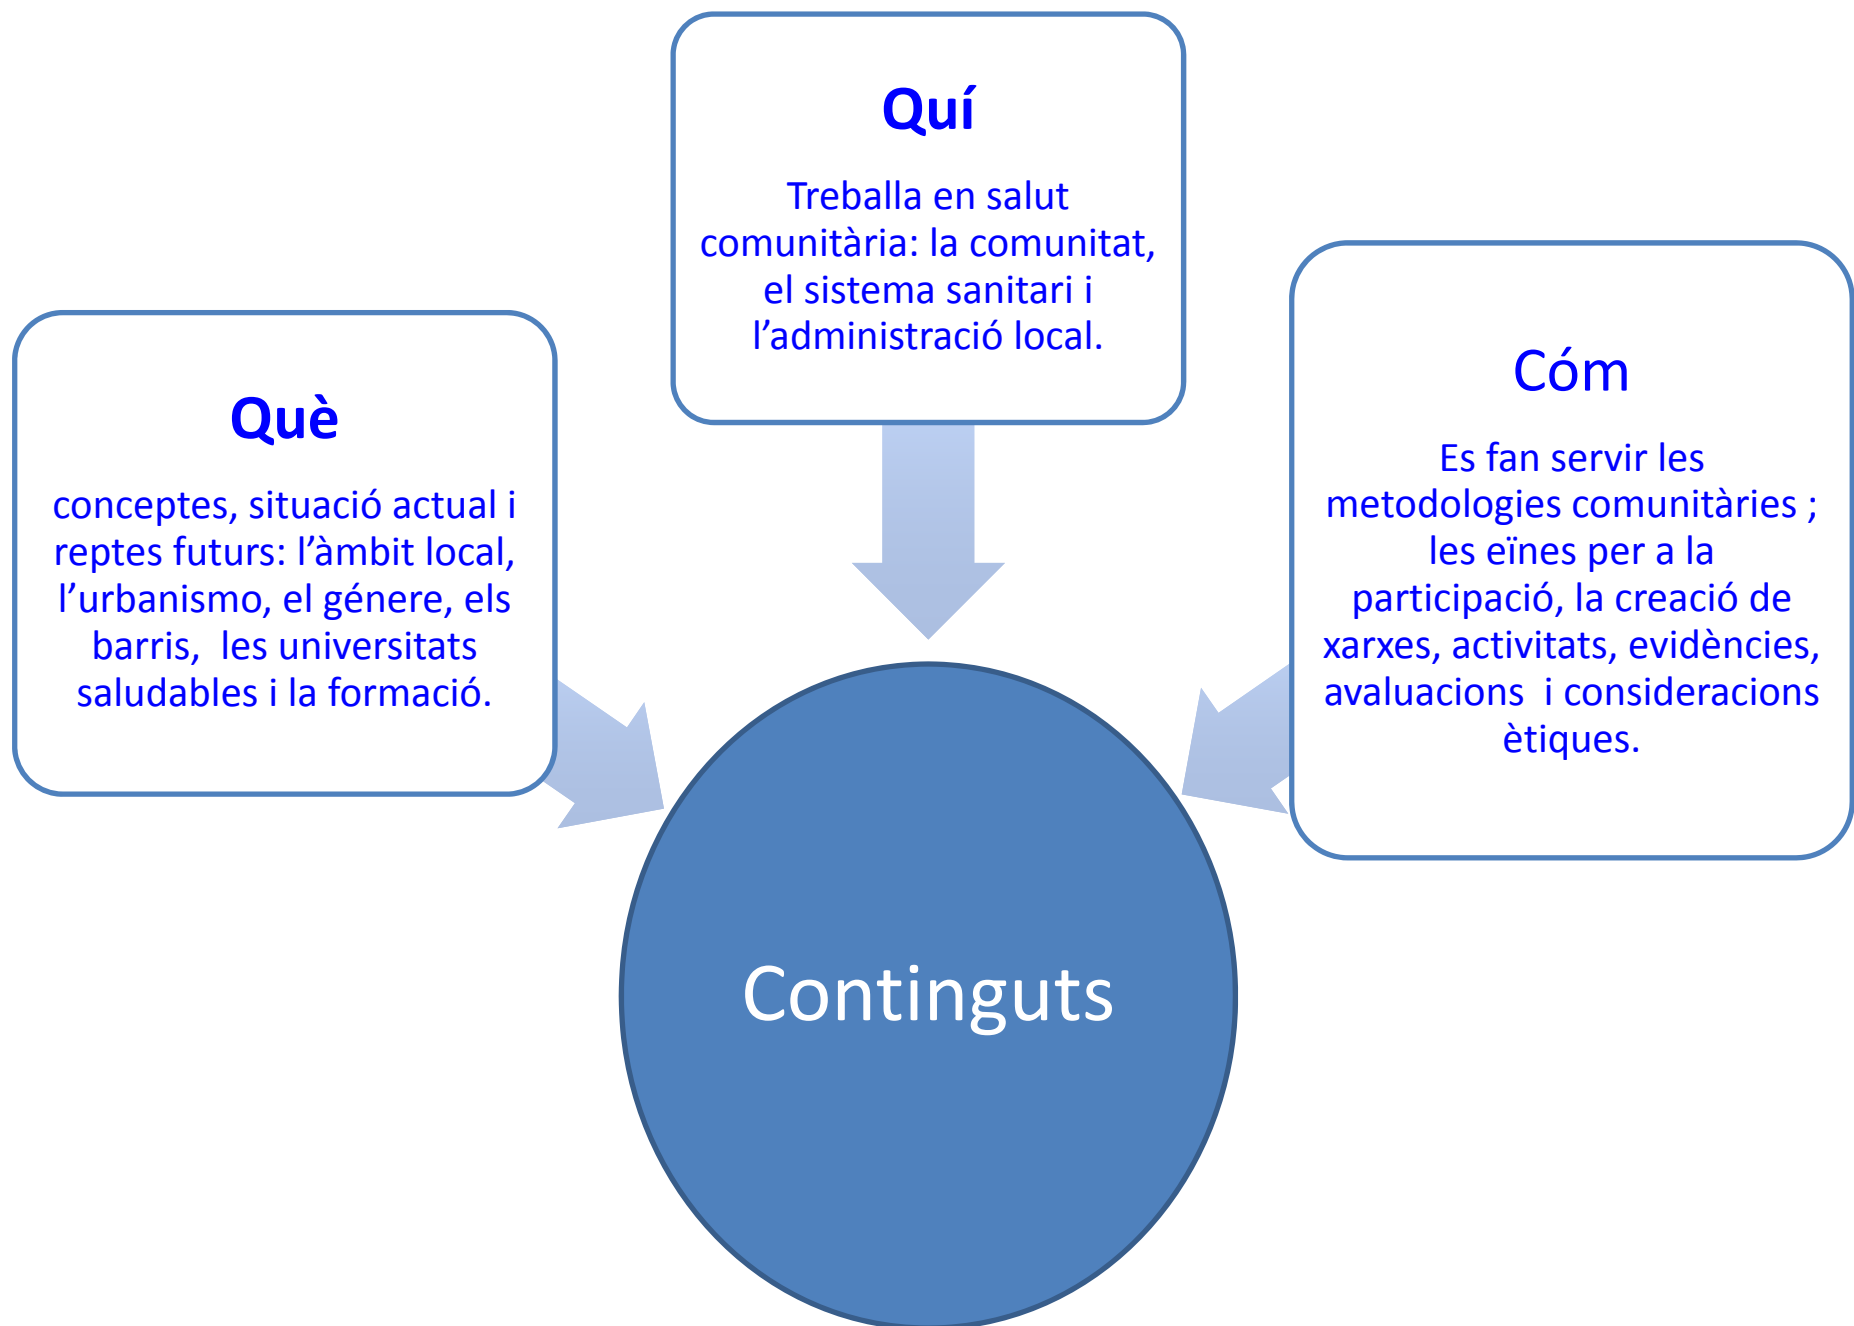 Què
conceptes, situació actual i
reptes futurs: l’àmbit local,
l’urbanismo, el génere, els
barris,  les universitats
saludables i la formació.
Quí
Treballa en salut
comunitària: la comunitat,
el sistema sanitari i
l’administració local.
Cóm
Es fan servir les
metodologies comunitàries ;
les eïnes per a la
participació, la creació de
xarxes, activitats, evidències,
avaluacions  i consideracions
ètiques.
Continguts